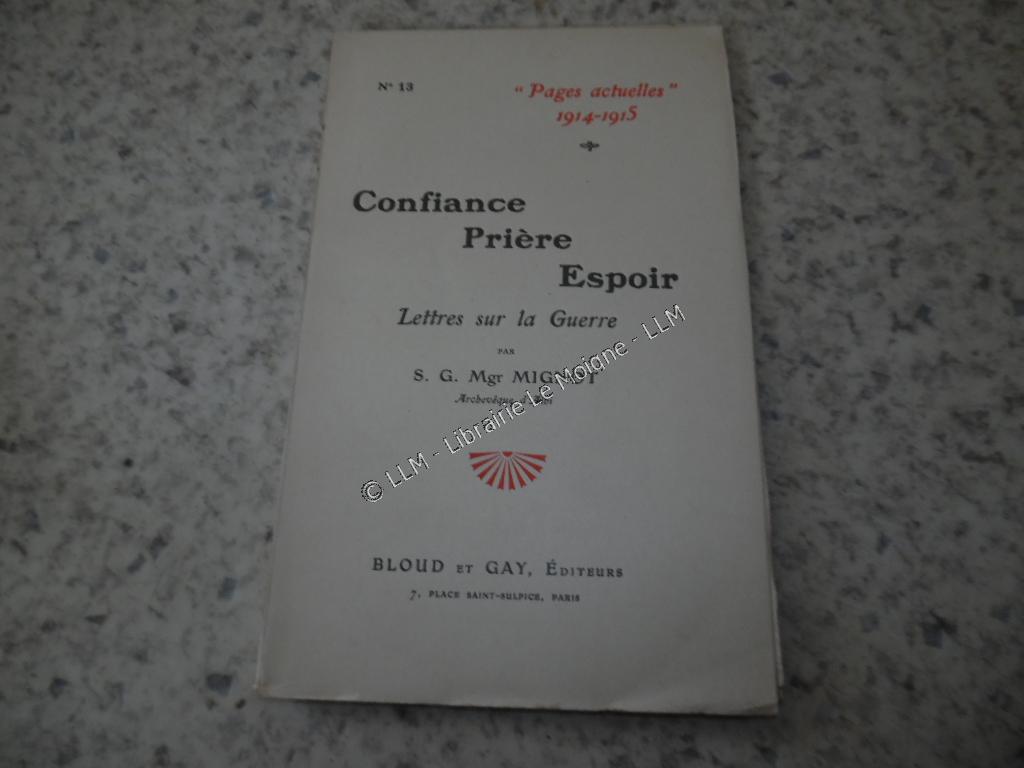 N° 13
" Pages actuelles "
1914-1915
Confiance
Prière
Espoir
Lettres sur la Guerre
PAR
S. G. Mgr
Archevêque
© LLM - Librairie Le Moigne - LLM
BLOUD ET GAY, ÉDITEURS
7, PLACE SAINT-SULPICE, PARIS